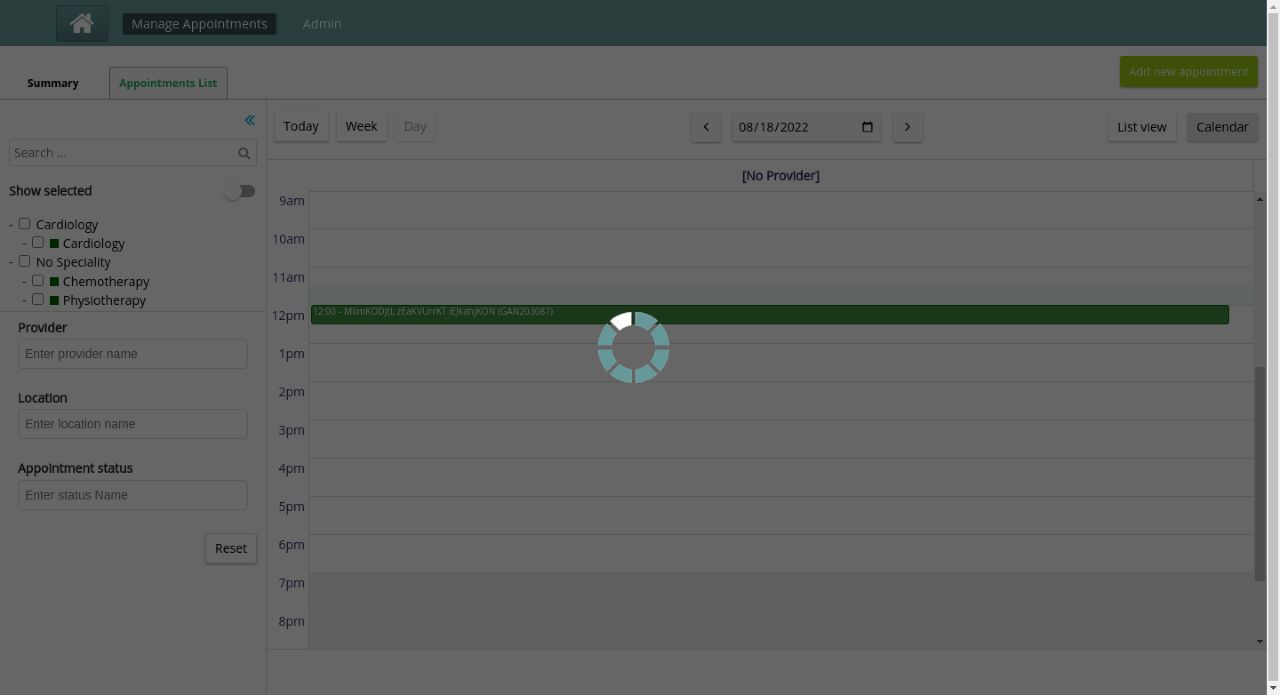 Manage Appointments
Admin
Summary
Appointments List
Add new appointment
Today
Week
Day
08/18/2022
List view
Calendar
Search ...
Show selected
- Cardiology
- Cardiology
- No Speciality
- Chemotherapy
- Physiotherapy
Provider
Enter provider name
Location
Enter location name
Appointment status
Enter status Name
Reset
[No Provider]
9am
10am
11am
12pm
12:00 - MlimKODJtL zEaKVUrrKT iEJkahjKON (GAN203087)
1pm
2pm
3pm
4pm
5pm
6pm
7pm
8pm